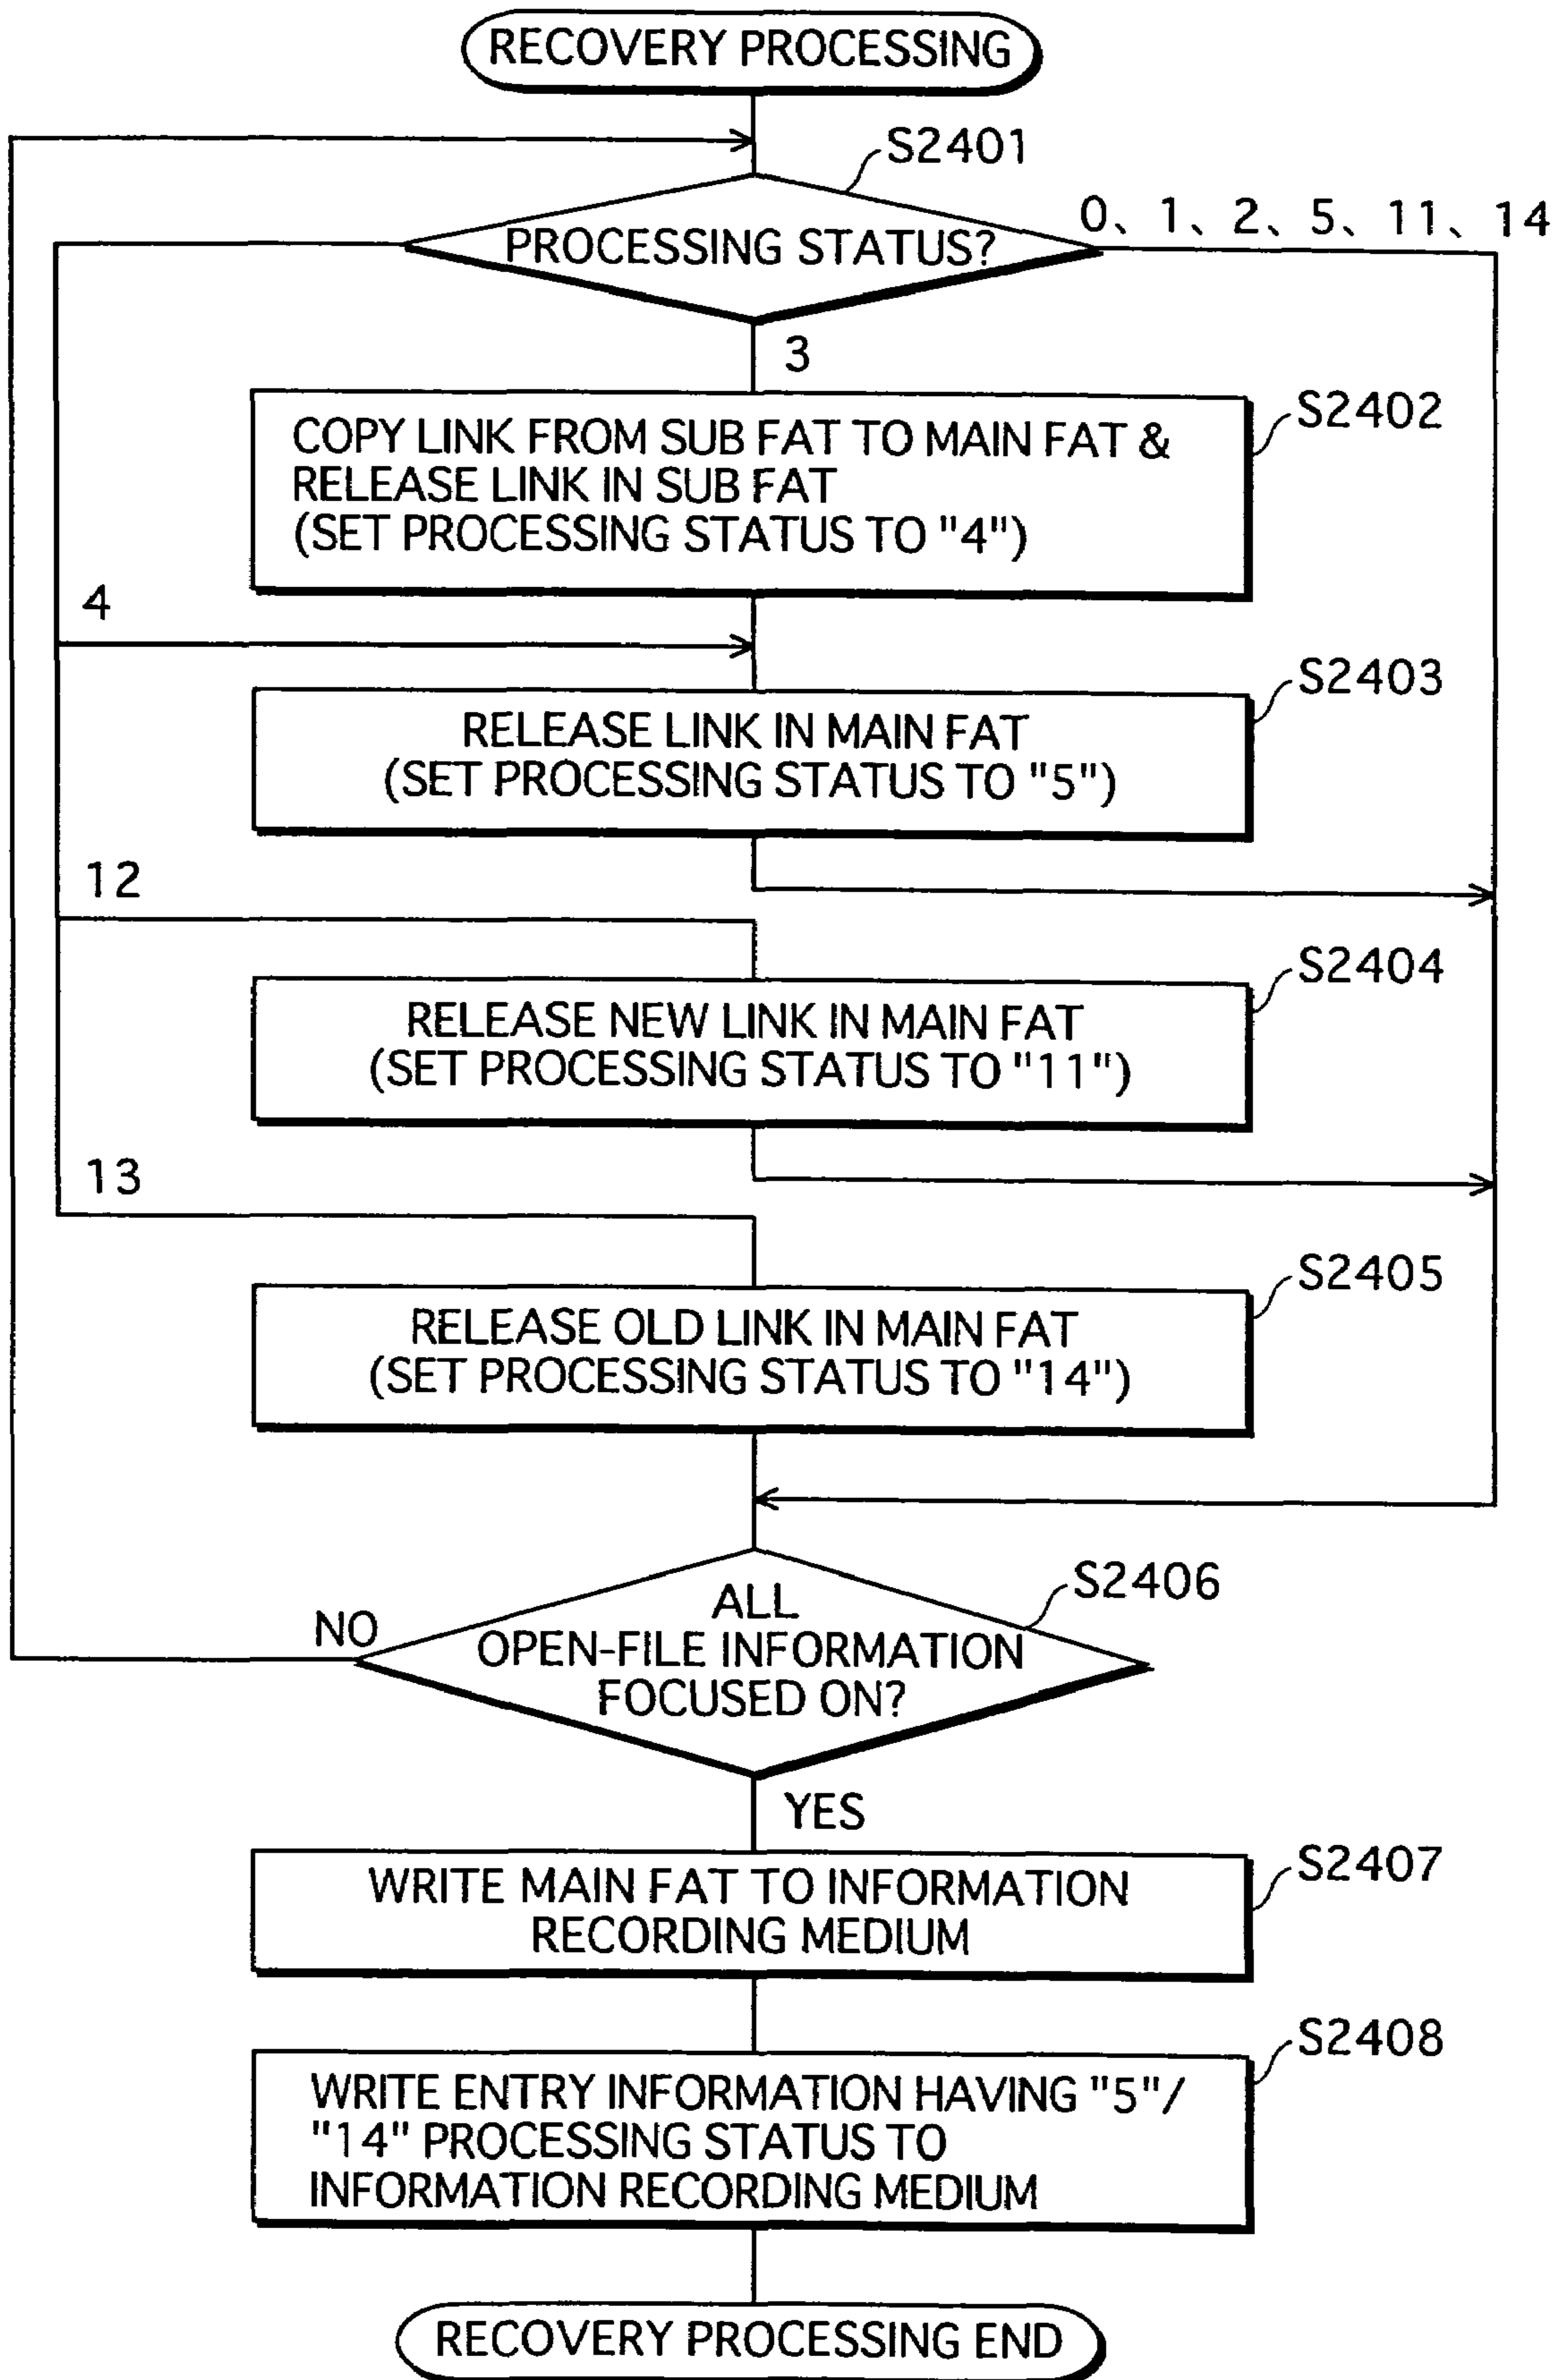 RECOVERY PROCESSING
S2401
0、1、2、5、11、14
PROCESSING STATUS?
3
S2402
COPY LINK FROM SUB FAT TO MAIN FAT &
RELEASE LINK IN SUB FAT
(SET PROCESSING STATUS TO "4")
4
S2403
RELEASE LINK IN MAIN FAT
(SET PROCESSING STATUS TO "5")
12
S2404
RELEASE NEW LINK IN MAIN FAT
(SET PROCESSING STATUS TO "11")
13
S2405
RELEASE OLD LINK IN MAIN FAT
(SET PROCESSING STATUS TO "14")
S2406
ALL
OPEN-FILE INFORMATION
FOCUSED ON?
NO
YES
S2407
WRITE MAIN FAT TO INFORMATION
RECORDING MEDIUM
S2408
WRITE ENTRY INFORMATION HAVING "5"/
"14" PROCESSING STATUS TO
INFORMATION RECORDING MEDIUM
RECOVERY PROCESSING END